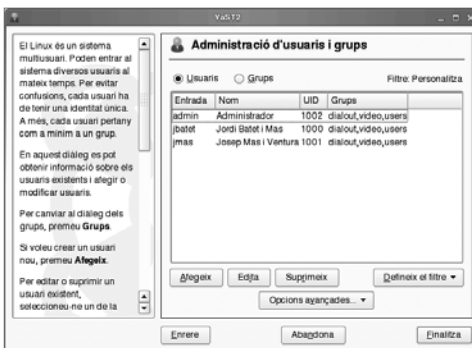 YaST2
El Linux és un sistema
multiusuari. Poden entrar al
sistema diversos usuaris al
mateix temps. Per evitar
confusions, cada usuari ha
de tenir una identitat única.
A més, cada usuari pertany
com a mínim a un grup.
En aquest diàleg es pot
obtenir informació sobre els
usuaris existents i afegir o
modificar usuaris.
Per canviar al diàleg dels
grups, premeu Grups.
Si voleu crear un usuari
nou, premeu Afegeix.
Per editar o suprimir un
usuari existent,
seleccioneu-ne un de la
Administració d'usuaris i grups
Usuaris Grups Filtre: Personalitza
Entrada Nom UID Grups
admin Administrador 1002 dialout,video,users
jbatet Jordi Batet i Mas 1000 dialout,video,users
jmas Josep Mas i Ventura 1001 dialout,video,users
Afegeix Edita Suprimeix Defineix el filtre
Opcions avançades...
Enrere Abandona Finalitza